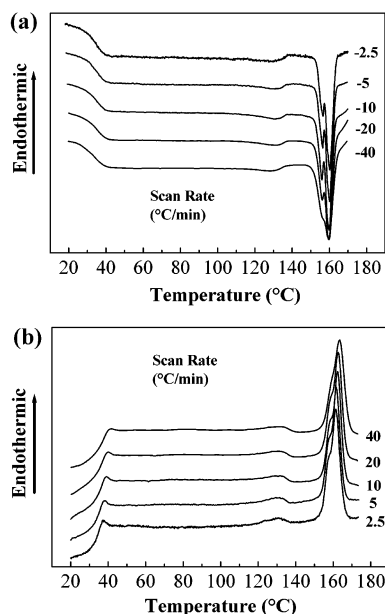 (a)
Endothermic
-2.5
-5
-10
-20
-40
Scan Rate
(°C/min)
20 40 60 80 100 120 140 160 180
Temperature (°C)
(b)
Endothermic
Scan Rate
(°C/min)
40
20
10
5
2.5
20 40 60 80 100 120 140 160 180
Temperature (°C)